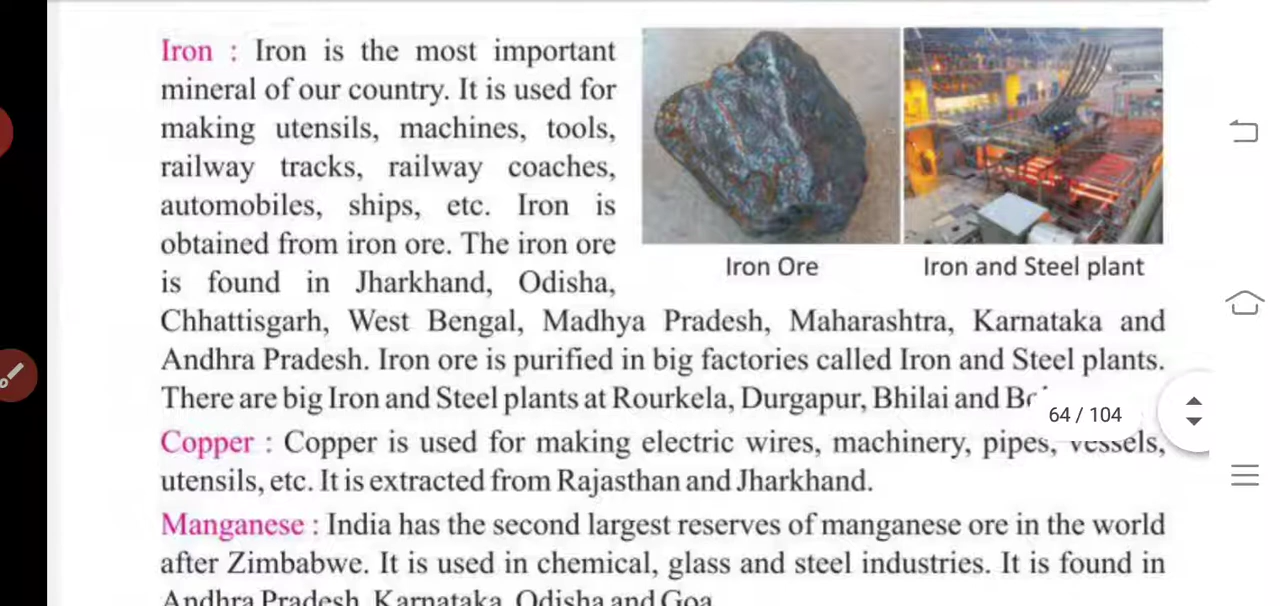 Iron : Iron is the most important
mineral of our country. It is used for
making utensils, machines, tools,
railway tracks, railway coaches,
automobiles, ships, etc. Iron is
obtained from iron ore. The iron ore
is found in Jharkhand, Odisha,
Iron Ore
Iron and Steel plant
Chhattisgarh, West Bengal, Madhya Pradesh, Maharashtra, Karnataka and
Andhra Pradesh. Iron ore is purified in big factories called Iron and Steel plants.
There are big Iron and Steel plants at Rourkela, Durgapur, Bhilai and
64 / 104
Copper : Copper is used for making electric wires, machinery, pipes, vessels,
utensils, etc. It is extracted from Rajasthan and Jharkhand.
Manganese : India has the second largest reserves of manganese ore in the world
after Zimbabwe. It is used in chemical, glass and steel industries. It is found in
Andhra Pradesh, Karnataka, Odisha and Goa